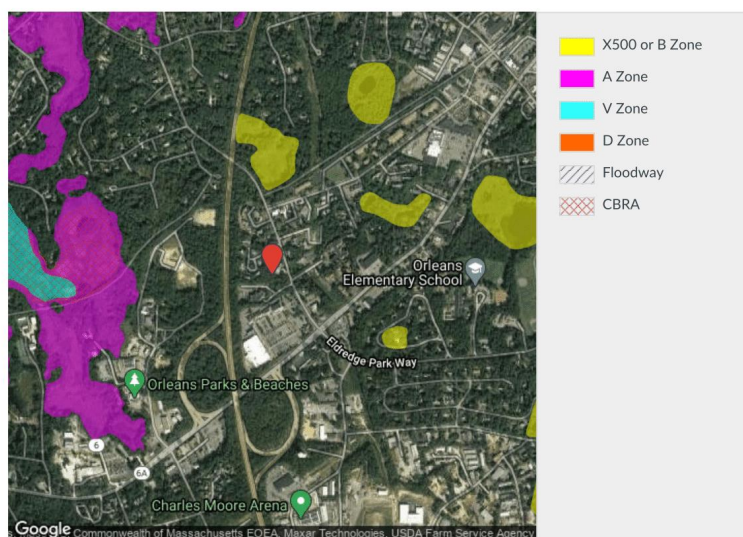 X500 or B Zone
A Zone
V Zone
D Zone
Floodway
CBRA
Orleans
Elementary School
Eldredge Park Way
Orleans Parks & Beaches
6
6A
Charles Moore Arena
s Google Commonwealth of Massachusetts EOEA, Maxar Technologies, USDA Farm Service Agency